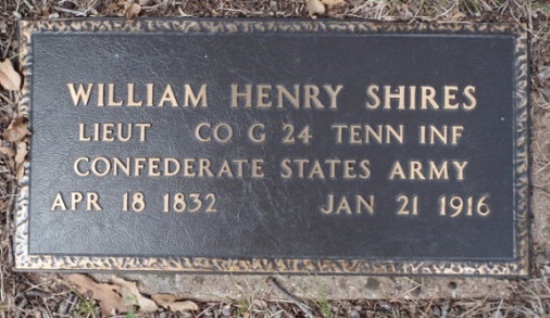 WILLIAM HENRY SHIRES
LIEUT CO G 24 TENN INF
CONFEDERATE STATES ARMY
APR 18 1832 JAN 21 1916